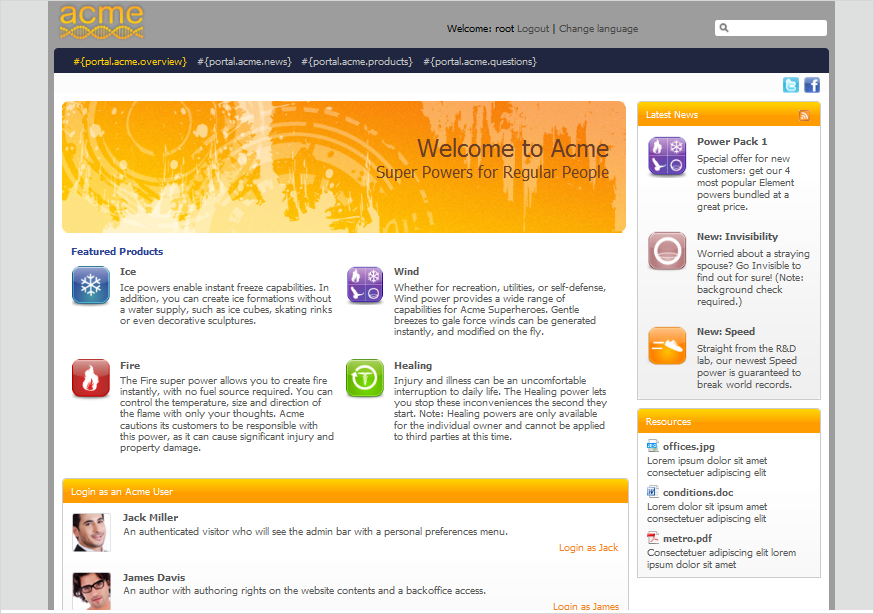 acme
Welcome: root Logout | Change language
#{portal.acme.overview} #{portal.acme.news} #{portal.acme.products} #{portal.acme.questions}
Welcome to Acme
Super Powers for Regular People
Featured Products
Ice
Ice powers enable instant freeze capabilities. In
addition, you can create ice formations without
a water supply, such as ice cubes, skating rinks
or even decorative sculptures.
Wind
Whether for recreation, utilities, or self-defense,
Wind power provides a wide range of
capabilities for Acme Superheroes. Gentle
breezes to gale force winds can be generated
instantly, and modified on the fly.
Fire
The Fire super power allows you to create fire
instantly, with no fuel source required. You can
control the temperature, size and direction of
the flame with only your thoughts. Acme
cautions its customers to be responsible with
this power, as it can cause significant injury and
property damage.
Healing
Injury and illness can be an uncomfortable
interruption to daily life. The Healing power lets
you stop these inconveniences the second they
start. Note: Healing powers are only available
for the individual owner and cannot be applied
to third parties at this time.
Login as an Acme User
Jack Miller
An authenticated visitor who will see the admin bar with a personal preferences menu.
Login as Jack
James Davis
An author with authoring rights on the website contents and a backoffice access.
Login as James
Latest News
Power Pack 1
Special offer for new
customers: get our 4
most popular Element
powers bundled at a
great price.
New: Invisibility
Worried about a straying
spouse? Go Invisible to
find out for sure! (Note:
background check
required.)
New: Speed
Straight from the R&D
lab, our newest Speed
power is guaranteed to
break world records.
Resources
offices.jpg
Lorem ipsum dolor sit amet
consectetuer adipiscing elit
conditions.doc
Lorem dolor sit ipsum amet
consectetuer adipiscing elit
metro.pdf
Consectetuer adipiscing elit lorem
ipsum dolor sit amet